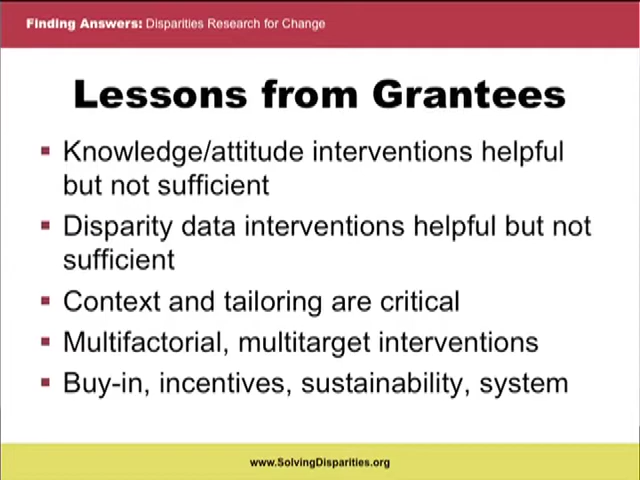 Finding Answers: Disparities Research for Change
Lessons from Grantees
Knowledge/attitude interventions helpful
but not sufficient
Disparity data interventions helpful but not
sufficient
Context and tailoring are critical
Multifactorial, multitarget interventions
Buy-in, incentives, sustainability, system
www.SolvingDisparities.org